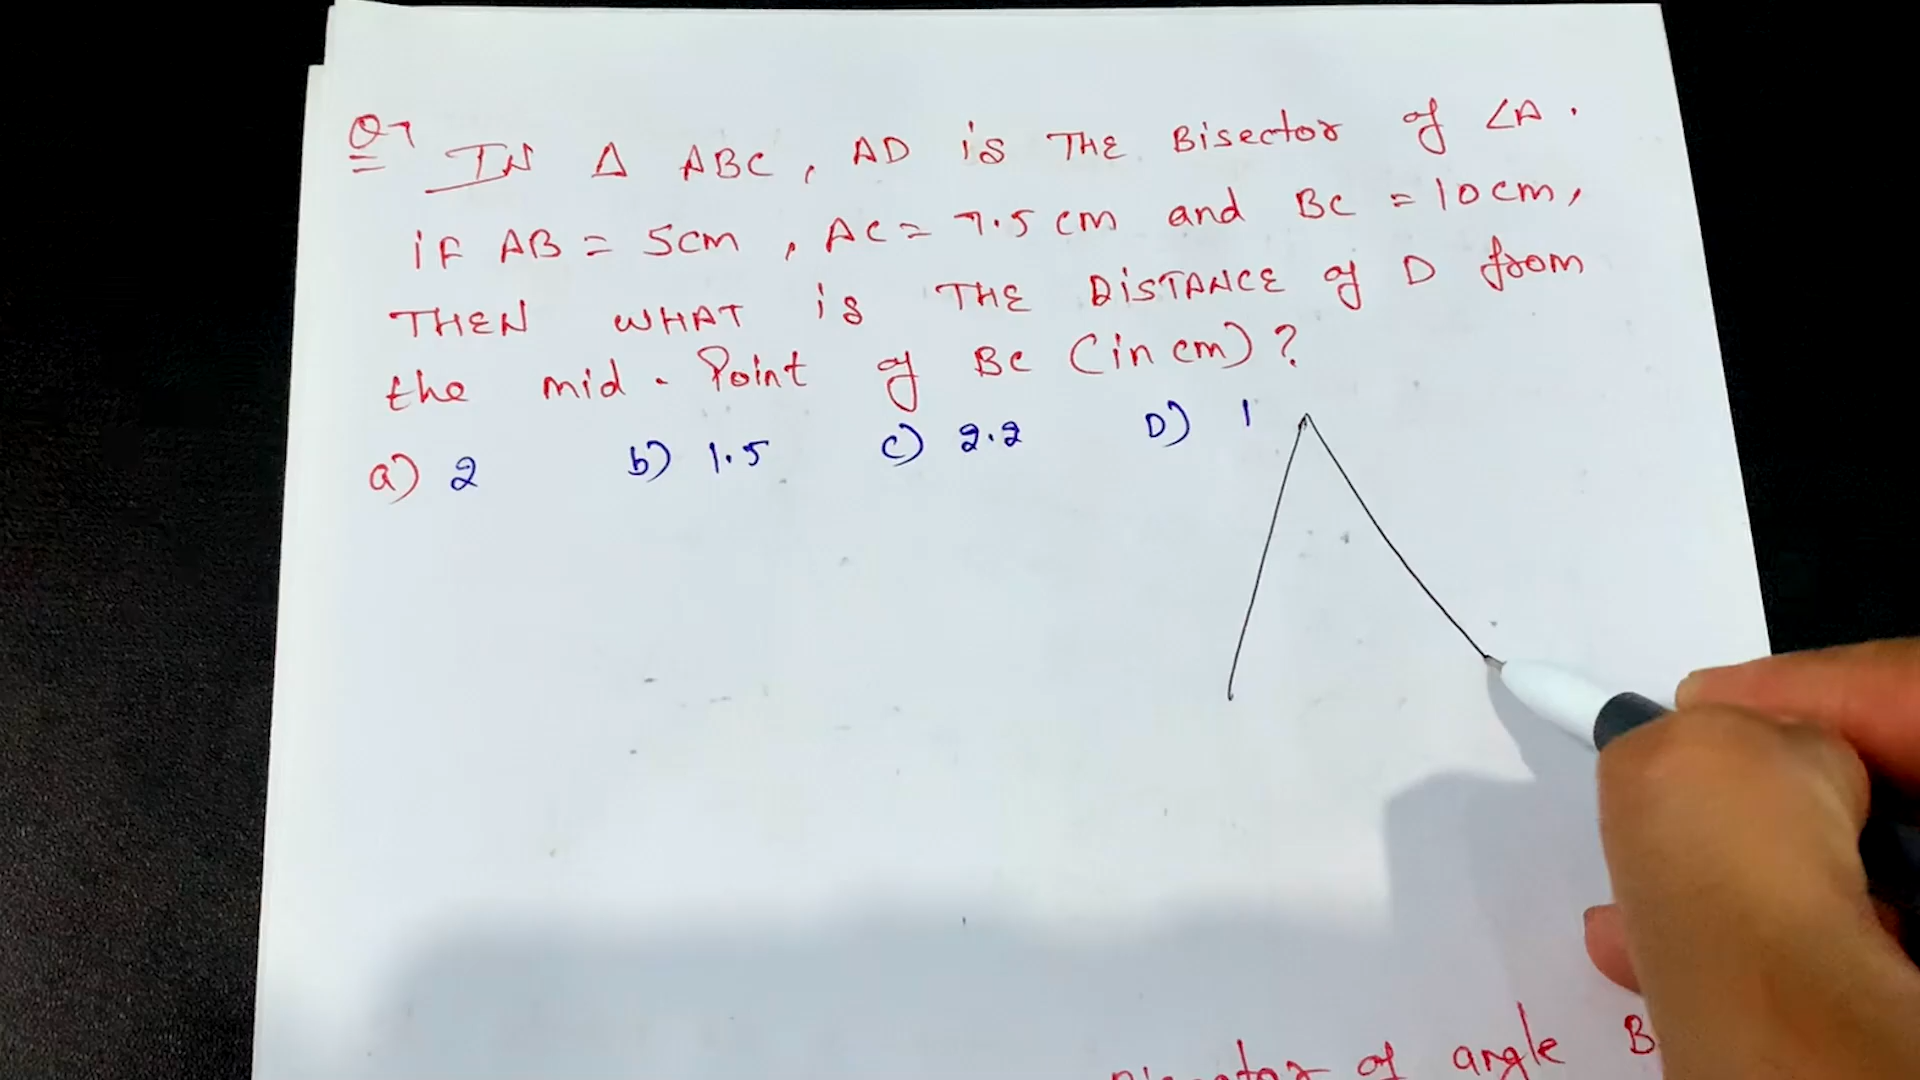 Q7 IN Δ ABC, AD is THE Bisector of ∠A.
iF AB = 5cm, AC = 7.5 cm and BC = 10cm,
THEN WHAT is THE DiSTANCE of D from
the mid-Point of BC (in cm)?
a) 2 b) 1.5 c) 2.2 D) 1
of angle B